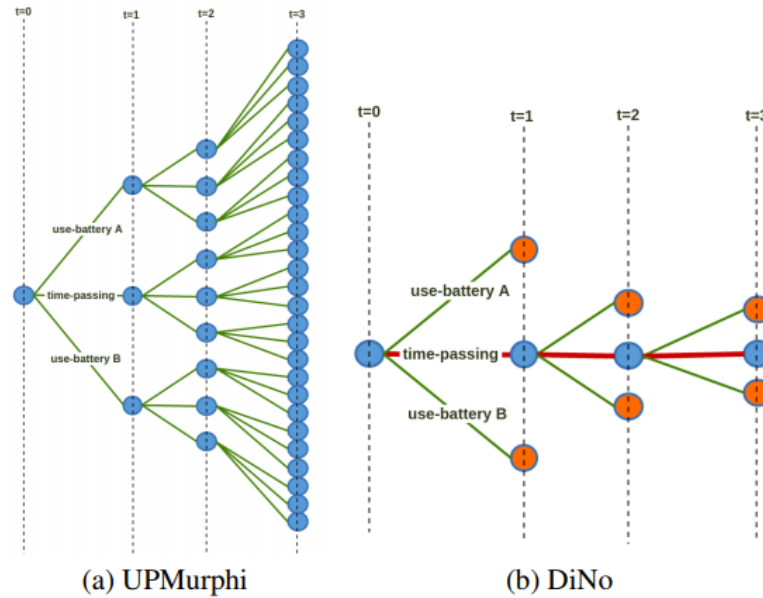 t=0
t=1
t=2
t=3
use-battery A
time-passing
use-battery B
(a) UPMurphi
t=0
t=1
t=2
t=3
use-battery A
time-passing
use-battery B
(b) DiNo